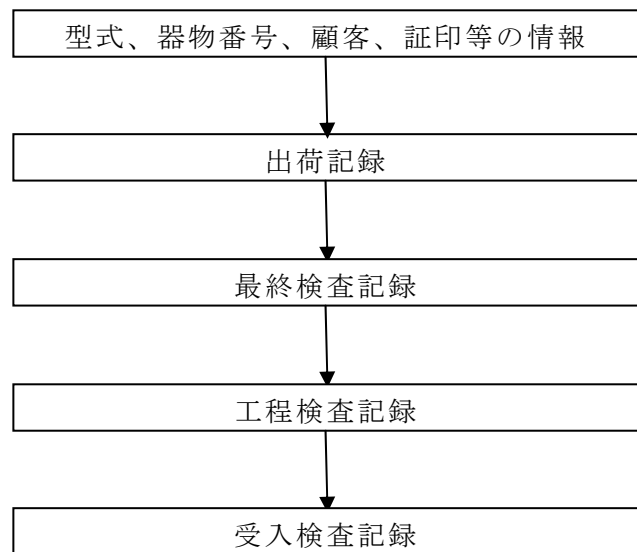 型式、器物番号、顧客、証印等の情報
出荷記録
最終検査記録
工程検査記録
受入検査記録